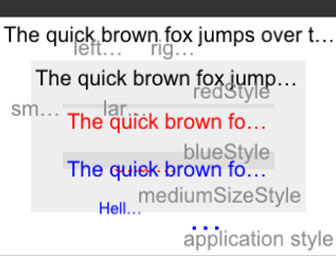 The quick brown fox jumps over t...
left... rig...
The quick brown fox jump...
redStyle
sm... lar...
The quick brown fo...
blueStyle
The quick brown fo...
mediumSizeStyle
Hell...
...
application style